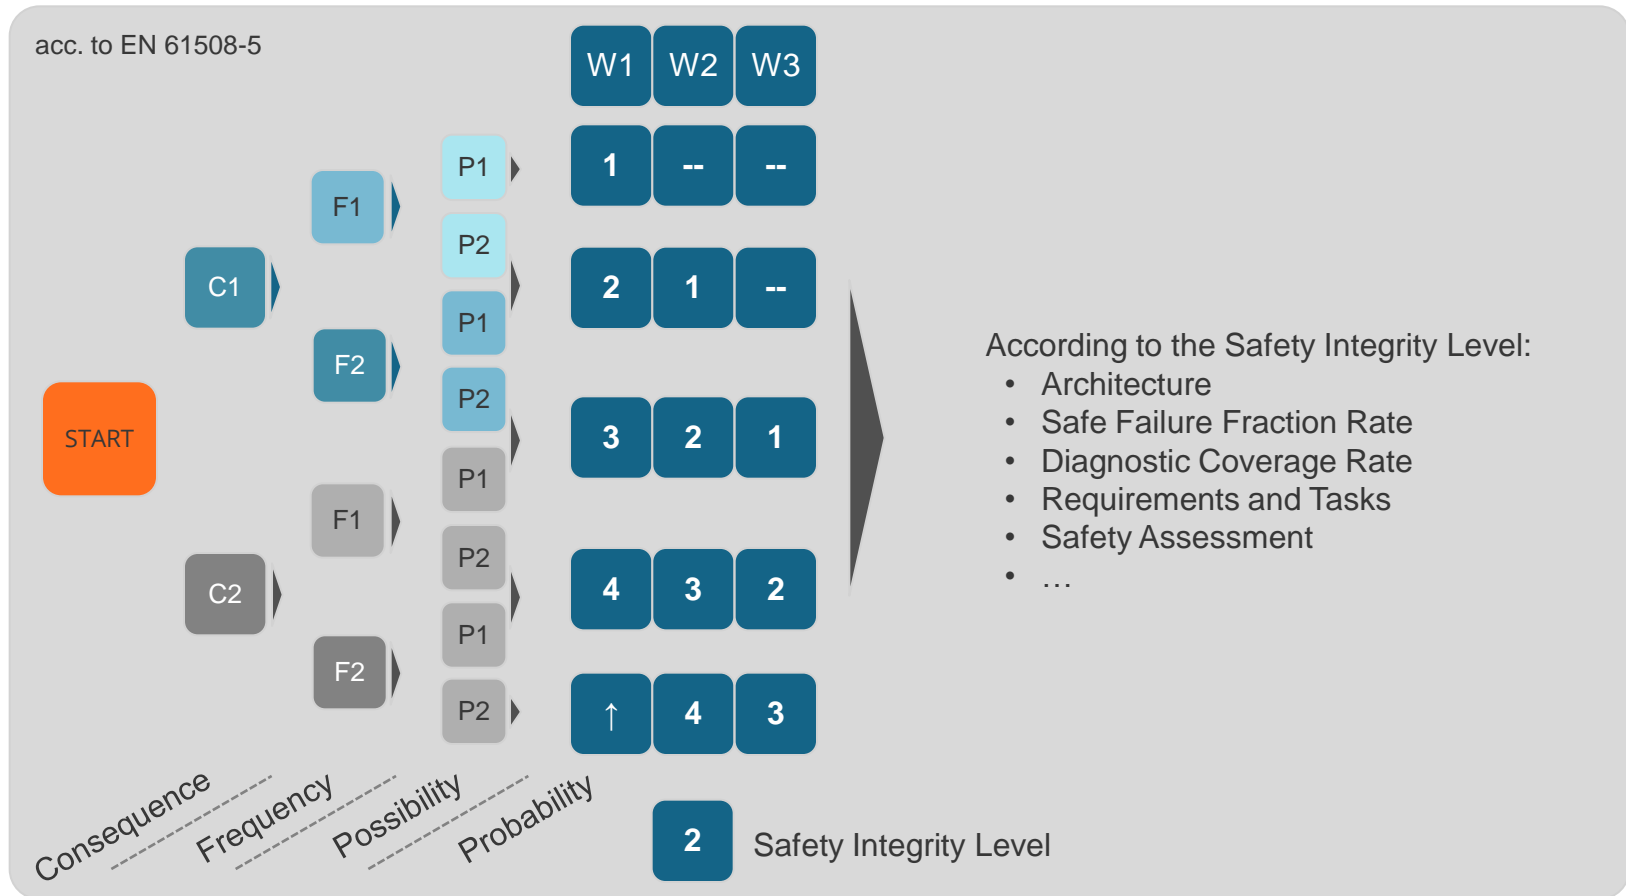 acc. to EN 61508-5
W1 W2 W3
P1
1 -- --
F1
P2
C1
2 1 --
P1
F2
P2
START
3 2 1
P1
F1
P2
C2
4 3 2
P1
F2
P2
↑ 4 3
According to the Safety Integrity Level:
• Architecture
• Safe Failure Fraction Rate
• Diagnostic Coverage Rate
• Requirements and Tasks
• Safety Assessment
• …
Consequence
Frequency
Possibility
Probability
2 Safety Integrity Level